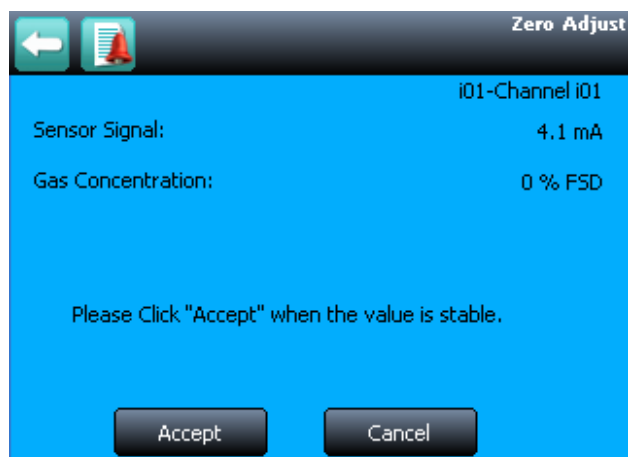 Zero Adjust
i01-Channel i01
Sensor Signal: 4.1 mA
Gas Concentration: 0 % FSD
Please Click "Accept" when the value is stable.
Accept Cancel